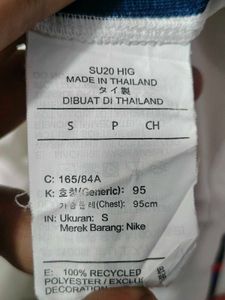 SU20 HIG
MADE IN THAILAND
タイ製
DIBUAT DI THAILAND
S P CH
C: 165/84A
K: 호칭(Generic): 95
가슴둘레(Chest): 95cm
IN: Ukuran: S
Merek Barang: Nike
E: 100% RECYCLED
POLYESTER / EXCLUS
DECORATION